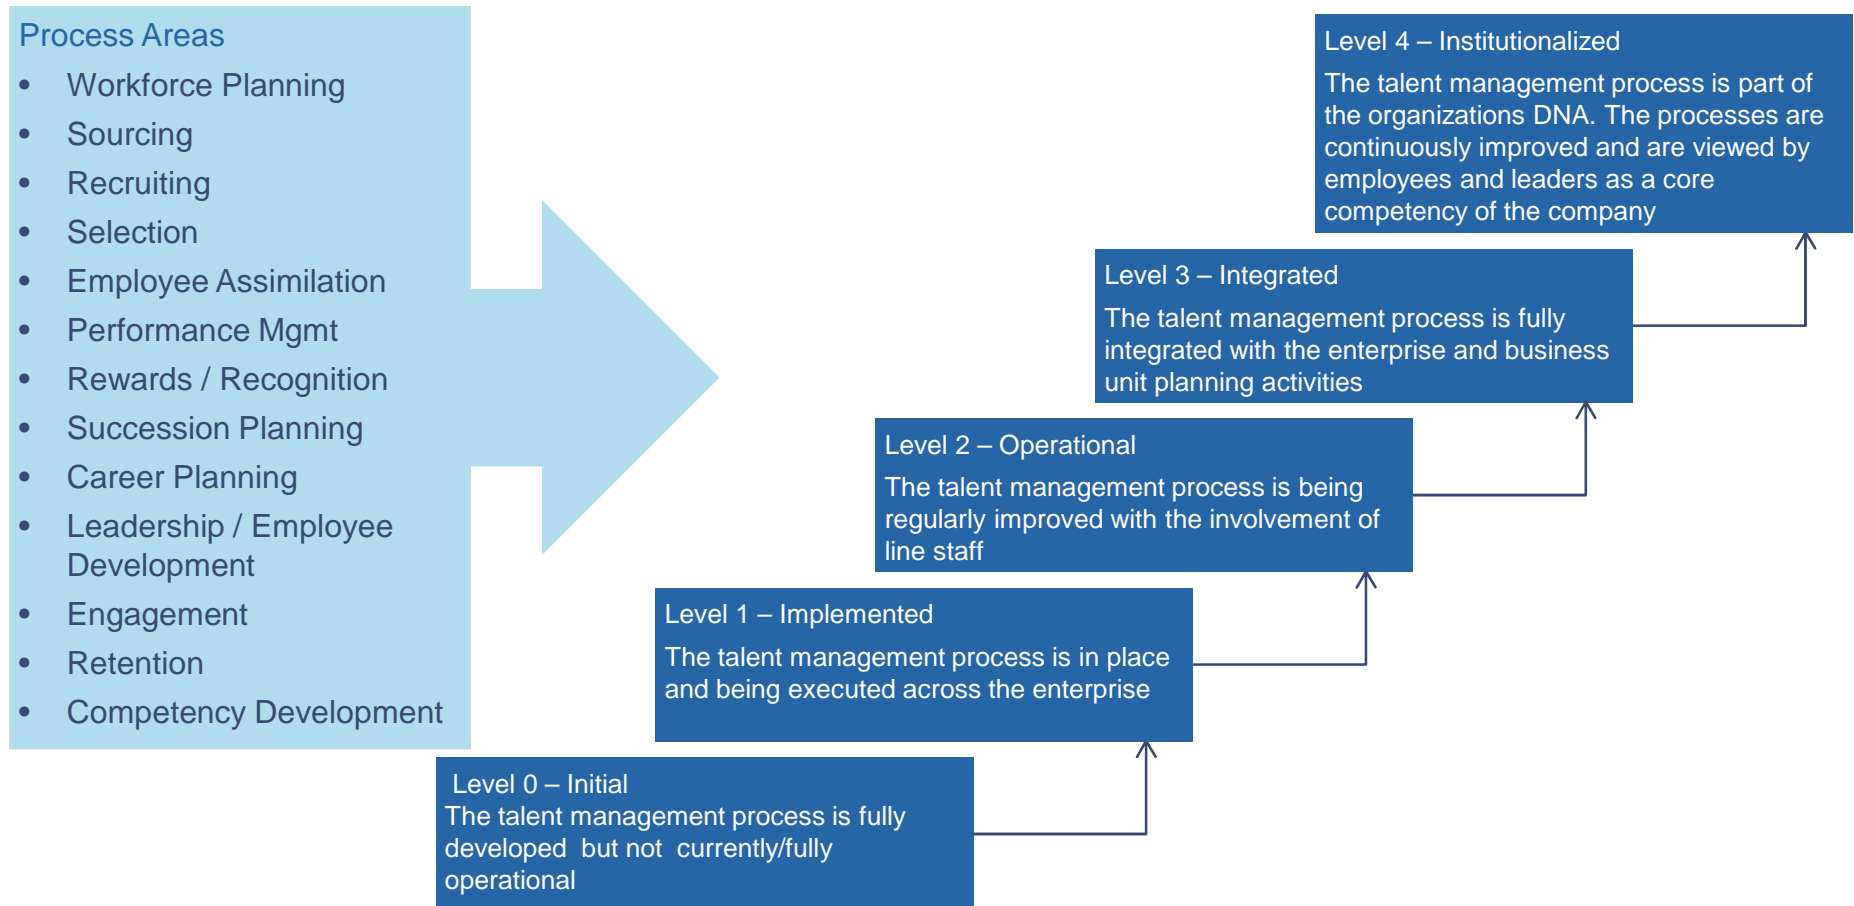 Process Areas
• Workforce Planning
• Sourcing
• Recruiting
• Selection
• Employee Assimilation
• Performance Mgmt
• Rewards / Recognition
• Succession Planning
• Career Planning
• Leadership / Employee
Development
• Engagement
• Retention
• Competency Development
Level 4 – Institutionalized
The talent management process is part of
the organizations DNA. The processes are
continuously improved and are viewed by
employees and leaders as a core
competency of the company
Level 3 – Integrated
The talent management process is fully
integrated with the enterprise and business
unit planning activities
Level 2 – Operational
The talent management process is being
regularly improved with the involvement of
line staff
Level 1 – Implemented
The talent management process is in place
and being executed across the enterprise
Level 0 – Initial
The talent management process is fully
developed but not currently/fully
operational